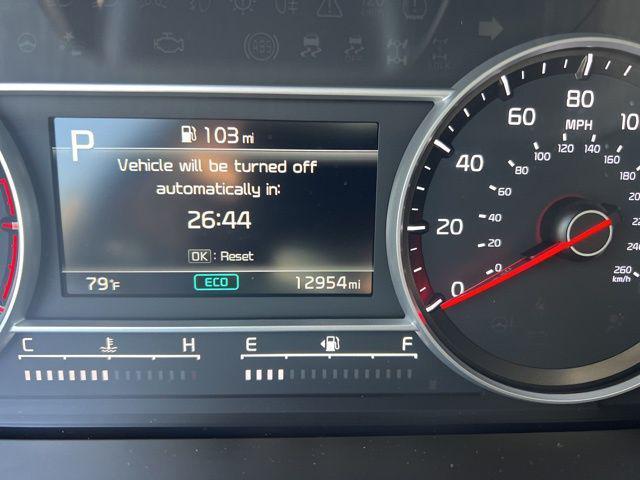 103 mi
P
Vehicle will be turned off
automatically in:
26:44
OK : Reset
79°F
ECO
12954 mi
C H
E F
ABS
0 20 40 60 80
MPH
0 20 40 60 80 100 120 140 160 180
260
km/h